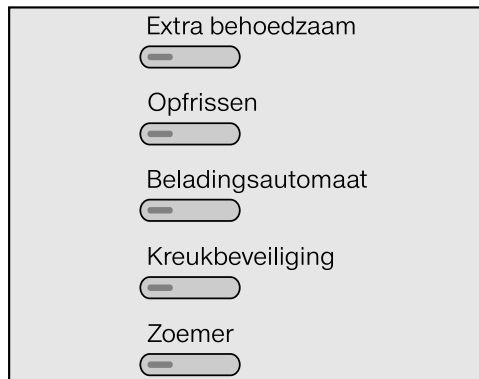 Extra behoedzaam
Opfrissen
Beladingsautomaat
Kreukbeveiliging
Zoemer